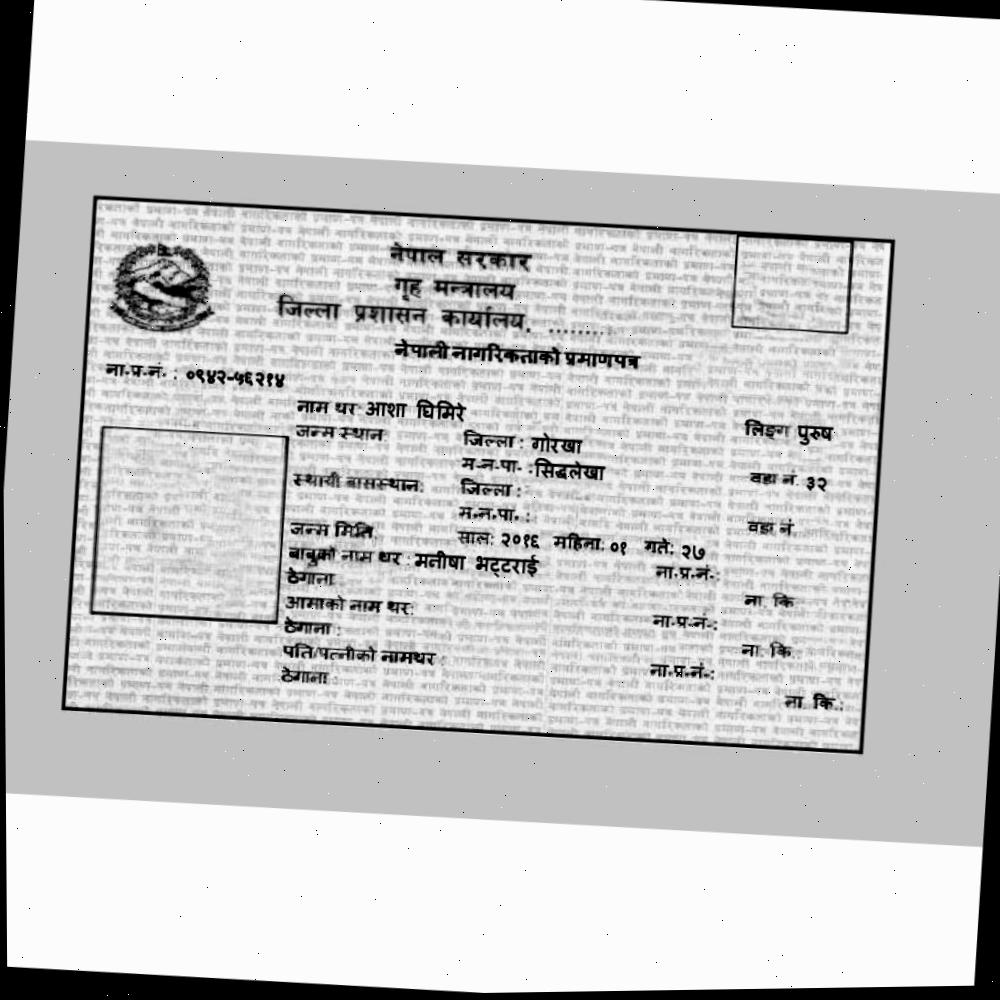 नेपाल सरकार
गृह मन्त्रालय
जिल्ला प्रशासन कार्यालय, .........
नेपाली नागरिकताको प्रमाणपत्र
ना.प्र.नं. : ०९४२-५६२१४
नाम थर आशा घिमिरे लिङ्ग पुरुष
जन्म स्थान: जिल्ला : गोरखा
म.न.पा. : सिद्धलेखा वडा नं. ३२
स्थायी बासस्थान: जिल्ला :
म.न.पा. : वडा नं.
जन्म मिति साल: २०१६ महिना: ०१ गते: २७
बाबुको नाम थर : मनीषा भट्टराई ना.प्र.नं.:
ठेगाना ना. कि
आमाको नाम थर: ना.प्र.नं.:
ठेगाना : ना. कि :
पति/पत्नीको नामथर : ना.प्र.नं.:
ठेगाना : ना. कि.: